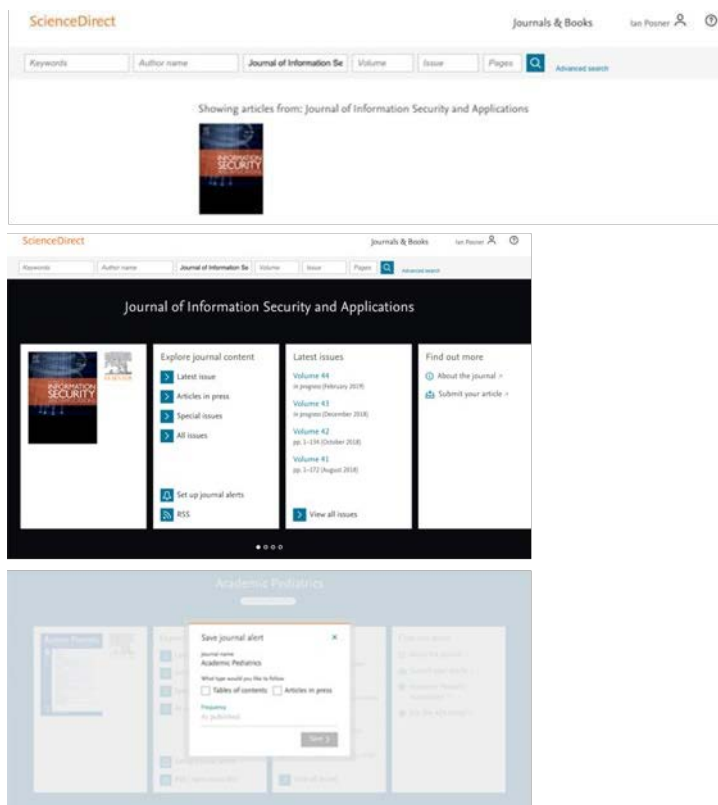 ScienceDirect
Journals & Books
Ian Posner
Keywords
Author name
Journal of Information Se
Volume
Issue
Pages
Advanced search
Showing articles from: Journal of Information Security and Applications
INFORMATION
SECURITY
ScienceDirect
Journals & Books
Ian Posner
Keywords
Author name
Journal of Information Se
Volume
Issue
Pages
Advanced search
Journal of Information Security and Applications
INFORMATION
SECURITY
ELSEVIER
Explore journal content
Latest issue
Articles in press
Special issues
All issues
Set up journal alerts
RSS
Latest issues
Volume 44
In progress (February 2019)
Volume 43
In progress (December 2018)
Volume 42
pp. 1–134 (October 2018)
Volume 41
pp. 1–172 (August 2018)
View all issues
Find out more
About the journal
Submit your article
Academic Pediatrics
Save journal alert
Journal name
Academic Pediatrics
What type would you like to follow
Tables of contents
Articles in press
Frequency
As published
Save